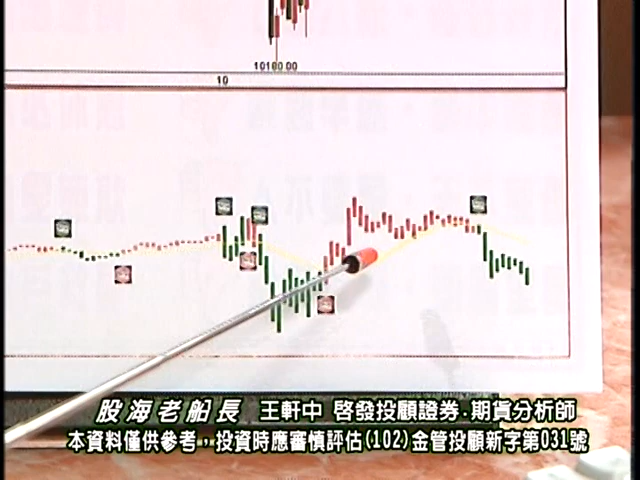 10180.00
10
股海老船長 王軒中 啓發投顧證券.期貨分析師
本資料僅供參考，投資時應審慎評估(102)金管投顧新字第031號